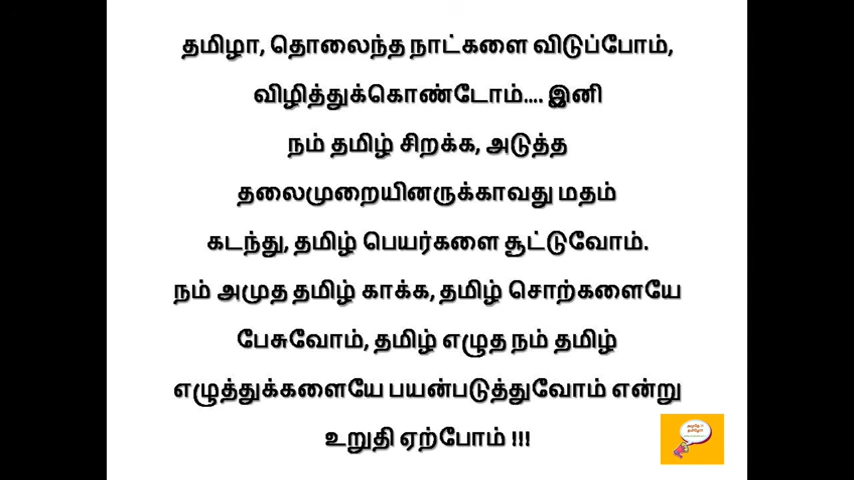 தமிழா, தொலைந்த நாட்களை விடுப்போம்,
விழித்துக்கொண்டோம்.... இனி
நம் தமிழ் சிறக்க, அடுத்த
தலைமுறையினருக்காவது மதம்
கடந்து, தமிழ் பெயர்களை சூட்டுவோம்.
நம் அமுத தமிழ் காக்க, தமிழ் சொற்களையே
பேசுவோம், தமிழ் எழுத நம் தமிழ்
எழுத்துக்களையே பயன்படுத்துவோம் என்று
உறுதி ஏற்போம் !!!